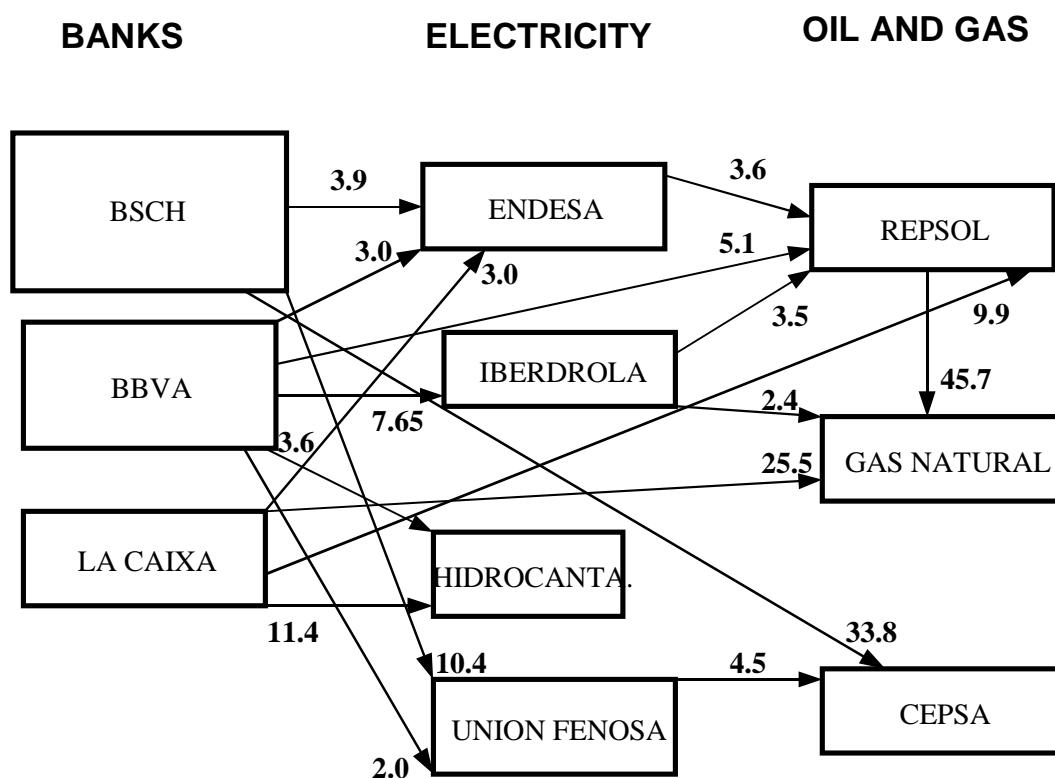 BANKS ELECTRICITY OIL AND GAS
BSCH
3.9
ENDESA
3.6
REPSOL
3.0
3.0
5.1
3.5
9.9
BBVA
7.65
IBERDROLA
2.4
45.7
3.6
25.5
GAS NATURAL
LA CAIXA
HIDROCANTA.
11.4
10.4
4.5
33.8
UNION FENOSA
CEPSA
2.0